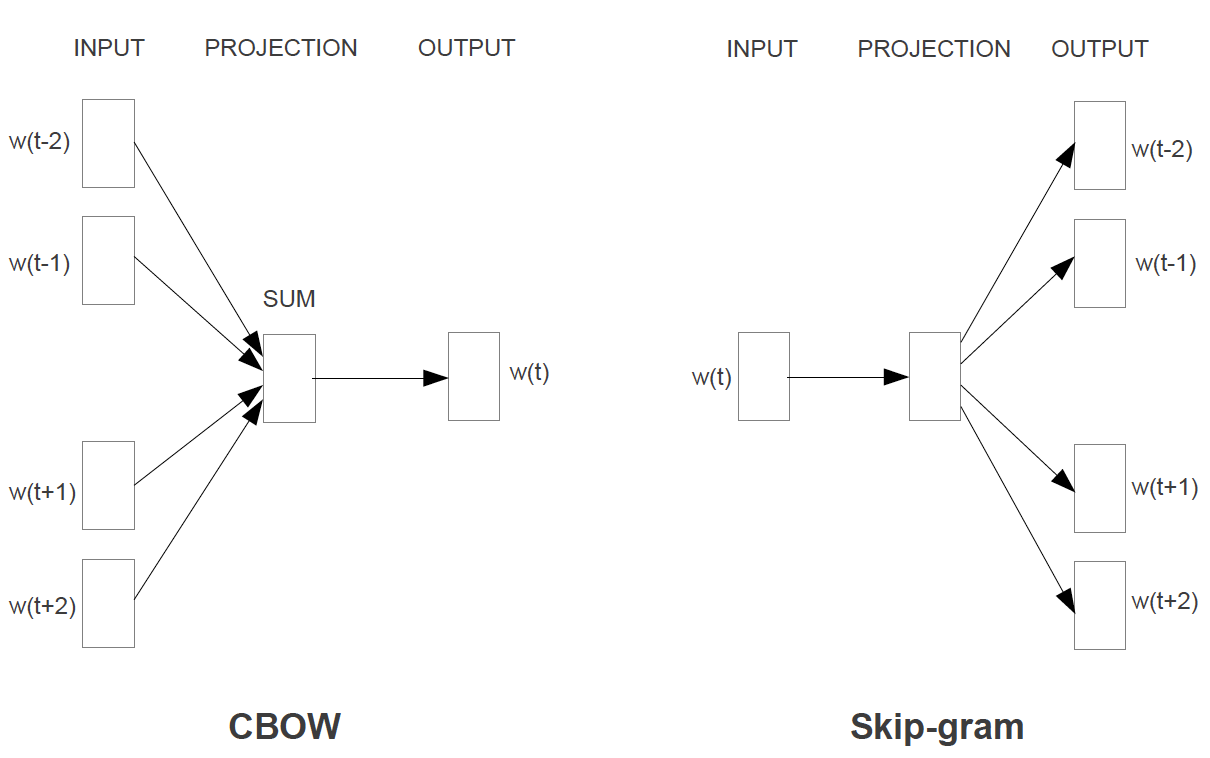 INPUT PROJECTION OUTPUT
w(t-2)
w(t-1)
SUM
w(t)
w(t+1)
w(t+2)
CBOW
INPUT PROJECTION OUTPUT
w(t-2)
w(t-1)
w(t)
w(t+1)
w(t+2)
Skip-gram